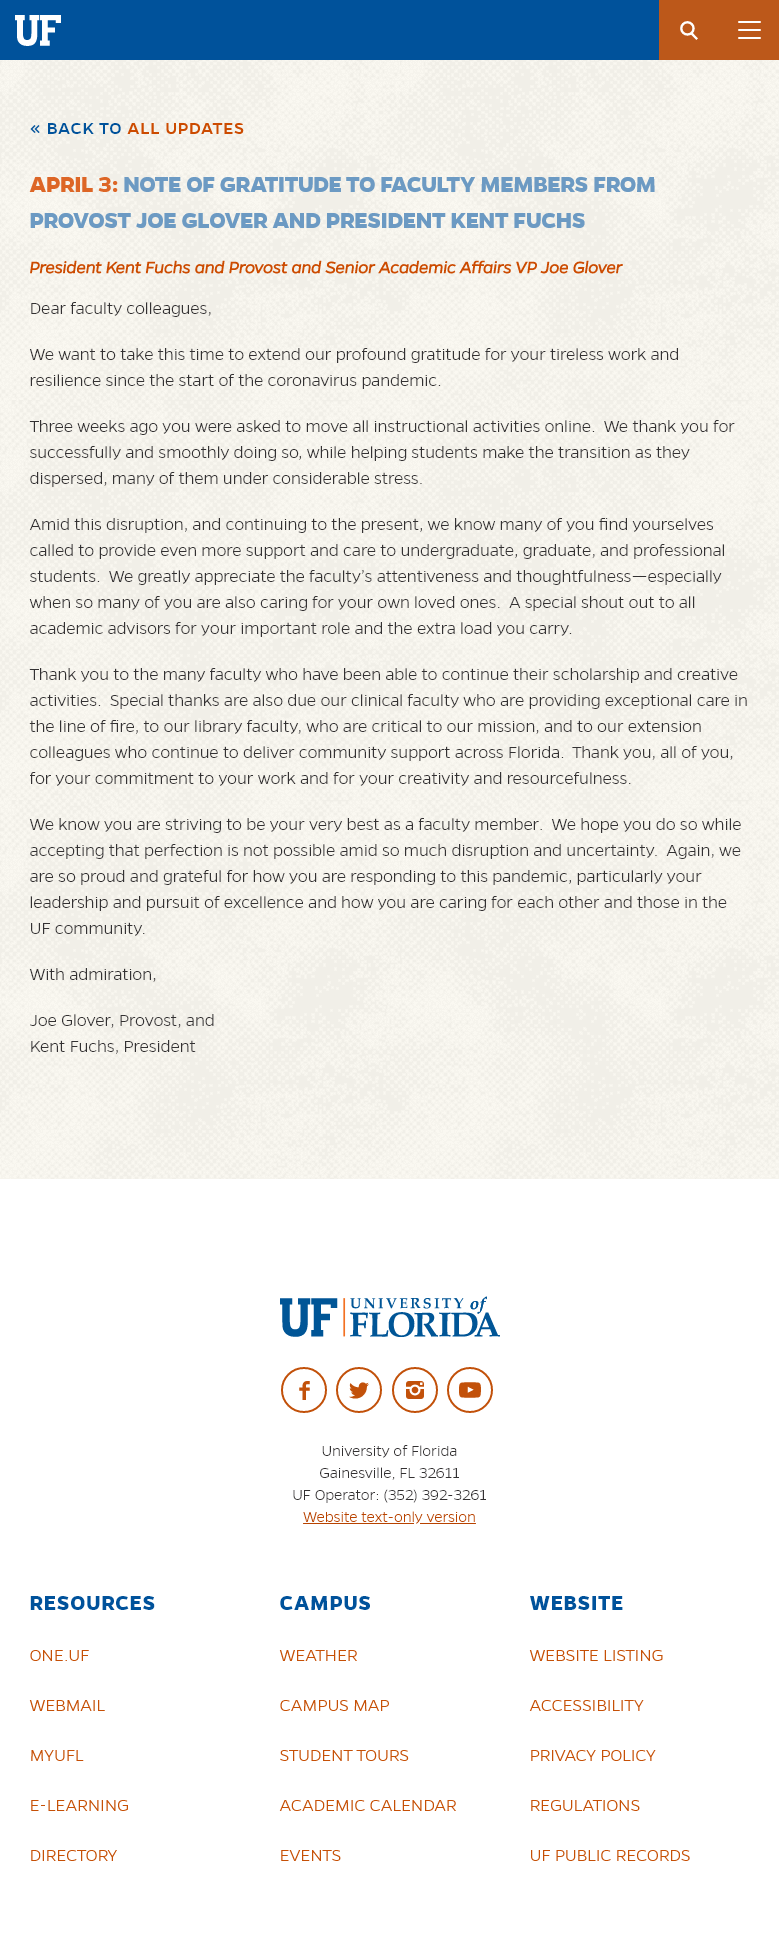 UF
« BACK TO ALL UPDATES
APRIL 3: NOTE OF GRATITUDE TO FACULTY MEMBERS FROM
PROVOST JOE GLOVER AND PRESIDENT KENT FUCHS
President Kent Fuchs and Provost and Senior Academic Affairs VP Joe Glover
Dear faculty colleagues,
We want to take this time to extend our profound gratitude for your tireless work and
resilience since the start of the coronavirus pandemic.
Three weeks ago you were asked to move all instructional activities online.  We thank you for
successfully and smoothly doing so, while helping students make the transition as they
dispersed, many of them under considerable stress.
Amid this disruption, and continuing to the present, we know many of you find yourselves
called to provide even more support and care to undergraduate, graduate, and professional
students.  We greatly appreciate the faculty’s attentiveness and thoughtfulness—especially
when so many of you are also caring for your own loved ones.  A special shout out to all
academic advisors for your important role and the extra load you carry.
Thank you to the many faculty who have been able to continue their scholarship and creative
activities.  Special thanks are also due our clinical faculty who are providing exceptional care in
the line of fire, to our library faculty, who are critical to our mission, and to our extension
colleagues who continue to deliver community support across Florida.  Thank you, all of you,
for your commitment to your work and for your creativity and resourcefulness.
We know you are striving to be your very best as a faculty member.  We hope you do so while
accepting that perfection is not possible amid so much disruption and uncertainty.  Again, we
are so proud and grateful for how you are responding to this pandemic, particularly your
leadership and pursuit of excellence and how you are caring for each other and those in the
UF community.
With admiration,
Joe Glover, Provost, and
Kent Fuchs, President
UF UNIVERSITY of
FLORIDA
University of Florida
Gainesville, FL 32611
UF Operator: (352) 392-3261
Website text-only version
RESOURCES
ONE.UF
WEBMAIL
MYUFL
E-LEARNING
DIRECTORY
CAMPUS
WEATHER
CAMPUS MAP
STUDENT TOURS
ACADEMIC CALENDAR
EVENTS
WEBSITE
WEBSITE LISTING
ACCESSIBILITY
PRIVACY POLICY
REGULATIONS
UF PUBLIC RECORDS